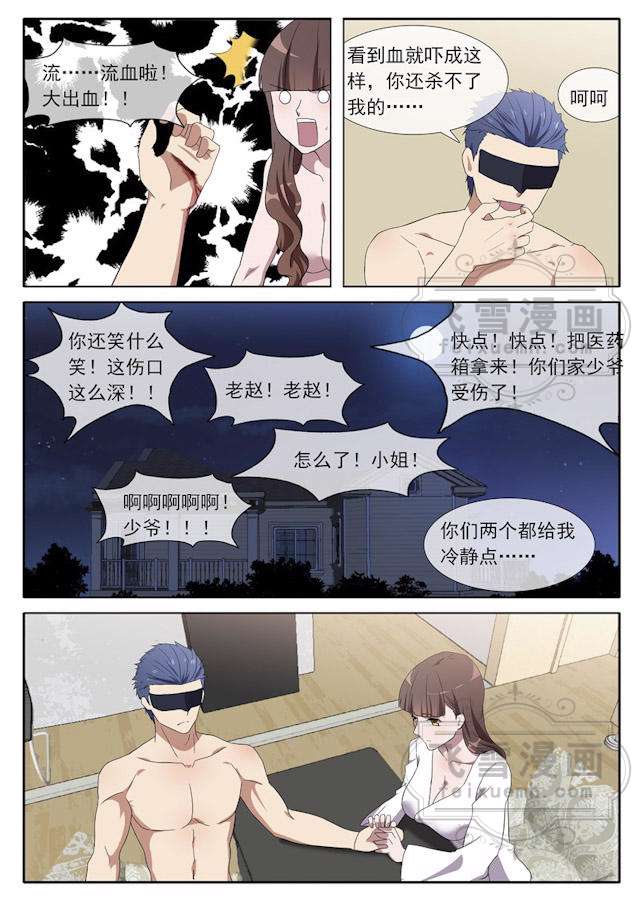 流……流血啦！
大出血！！
看到血就吓成这
样，你还杀不了
我的……
呵呵
飞雪漫画
你还笑什么
笑！这伤口
这么深！！
老赵！老赵！
快点！快点！把医药
箱拿来！你们家少爷
受伤了！
怎么了！小姐！
啊啊啊啊啊！
少爷！！！
你们两个都给我
冷静点……
飞雪漫画